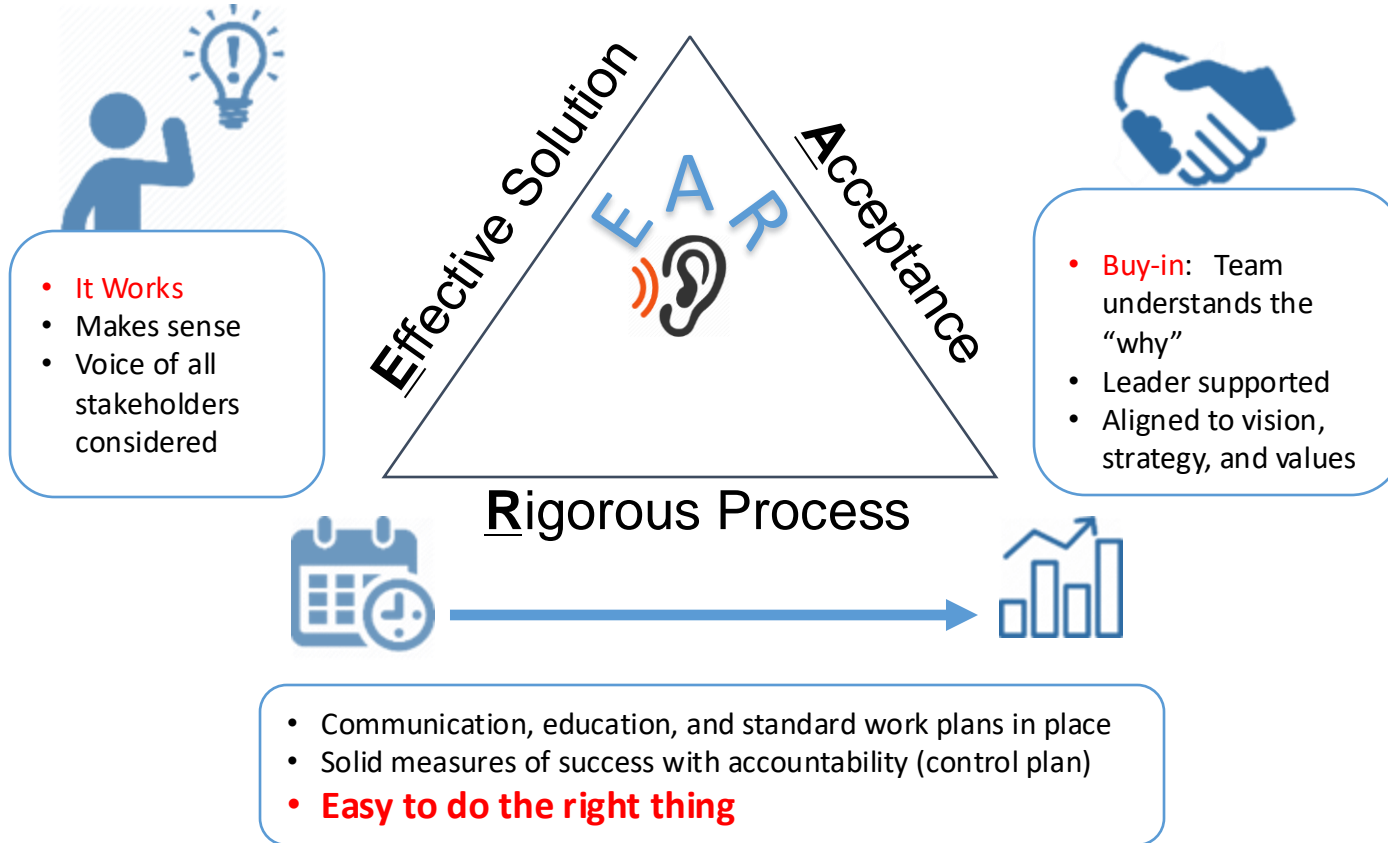 Effective Solution
Acceptance
E A R
• It Works
• Makes sense
• Voice of all
stakeholders
considered
• Buy-in: Team
understands the
“why”
• Leader supported
• Aligned to vision,
strategy, and values
Rigorous Process
• Communication, education, and standard work plans in place
• Solid measures of success with accountability (control plan)
• Easy to do the right thing